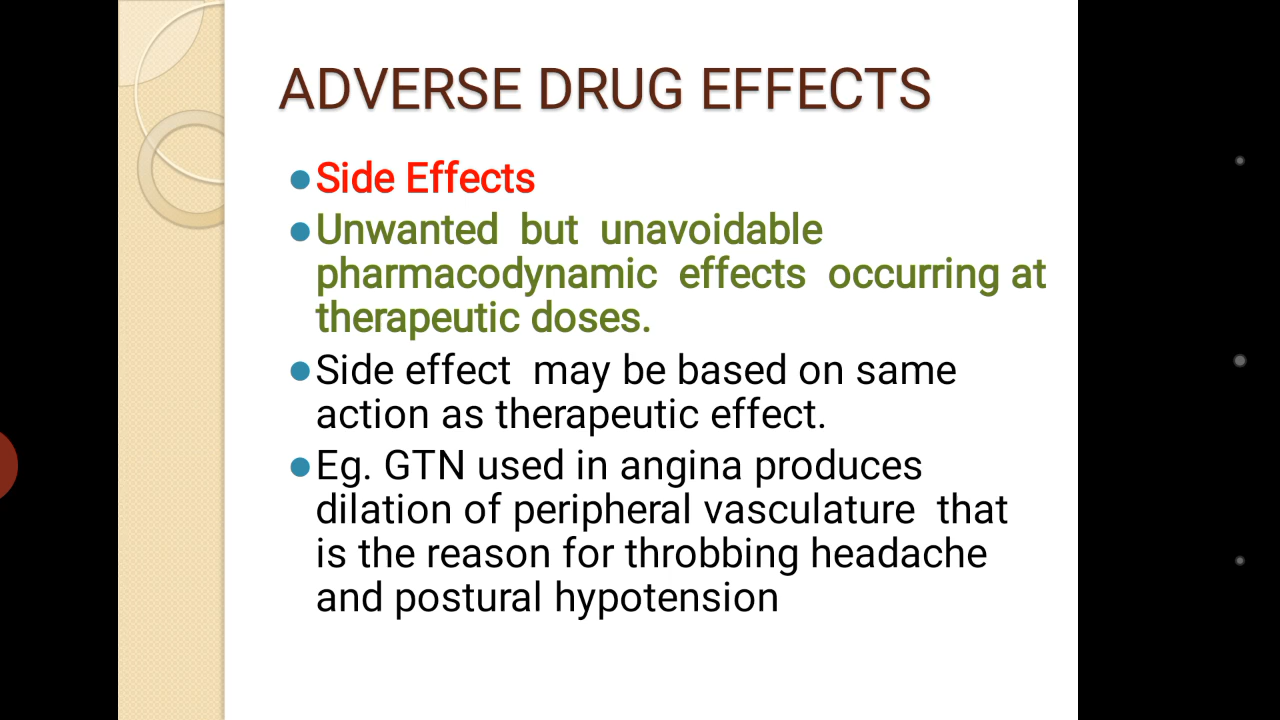 ADVERSE DRUG EFFECTS
Side Effects
Unwanted but unavoidable
pharmacodynamic effects occurring at
therapeutic doses.
Side effect may be based on same
action as therapeutic effect.
Eg. GTN used in angina produces
dilation of peripheral vasculature that
is the reason for throbbing headache
and postural hypotension